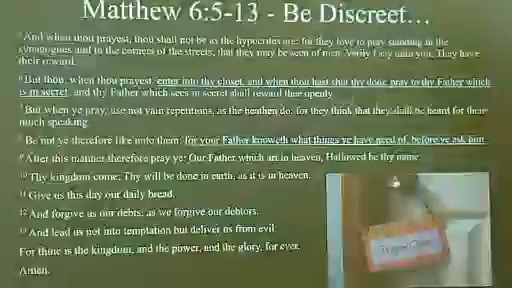 Matthew 6:5-13 - Be Discreet…
5 And when thou prayest, thou shalt not be as the hypocrites are: for they love to pray standing in the
synagogues and in the corners of the streets, that they may be seen of men. Verily I say unto you, They have
their reward.
6 But thou, when thou prayest, enter into thy closet, and when thou hast shut thy door, pray to thy Father which
is in secret; and thy Father which seeth in secret shall reward thee openly.
7 But when ye pray, use not vain repetitions, as the heathen do: for they think that they shall be heard for their
much speaking.
8 Be not ye therefore like unto them: for your Father knoweth what things ye have need of, before ye ask him.
9 After this manner therefore pray ye: Our Father which art in heaven, Hallowed be thy name.
10 Thy kingdom come. Thy will be done in earth, as it is in heaven.
11 Give us this day our daily bread.
12 And forgive us our debts, as we forgive our debtors.
13 And lead us not into temptation but deliver us from evil:
For thine is the kingdom, and the power, and the glory, for ever.
Amen.